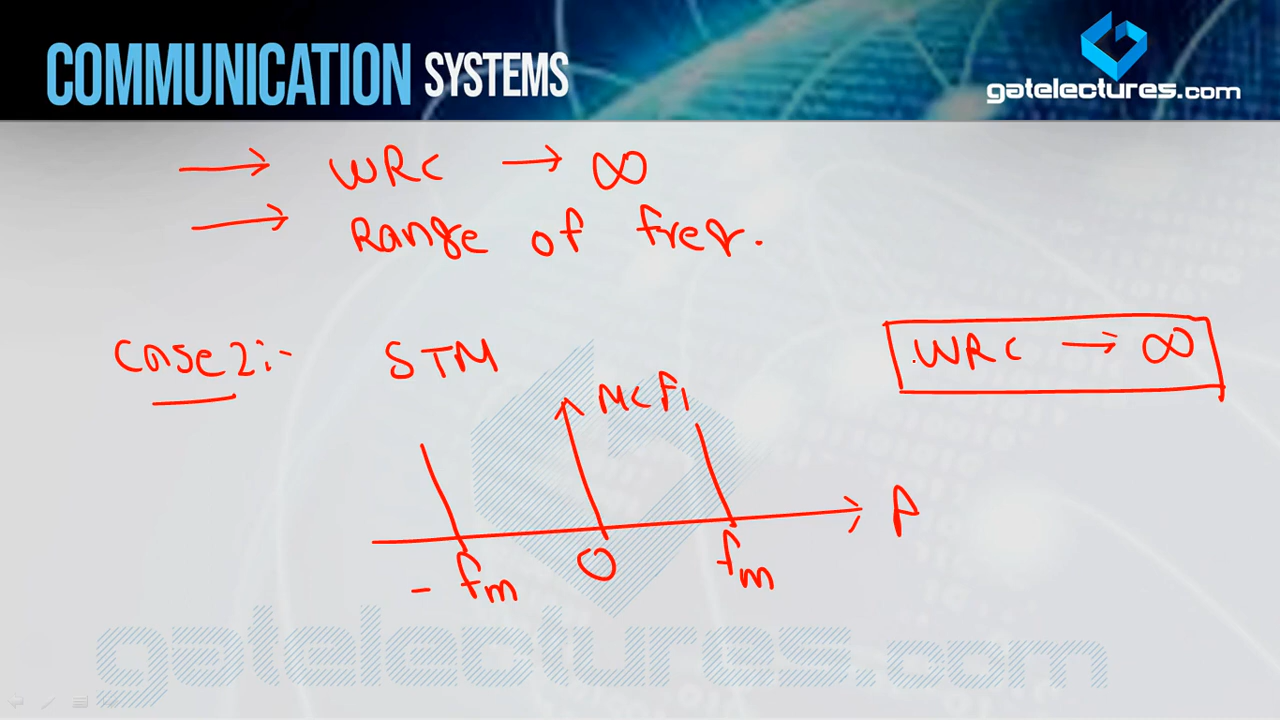 COMMUNICATION SYSTEMS
gatelectures.com
→ WRC → ∞
→ Range of freq.
Case 2:- STM
WRC → ∞
M(f)
f
- fm 0 fm
gatelectures.com